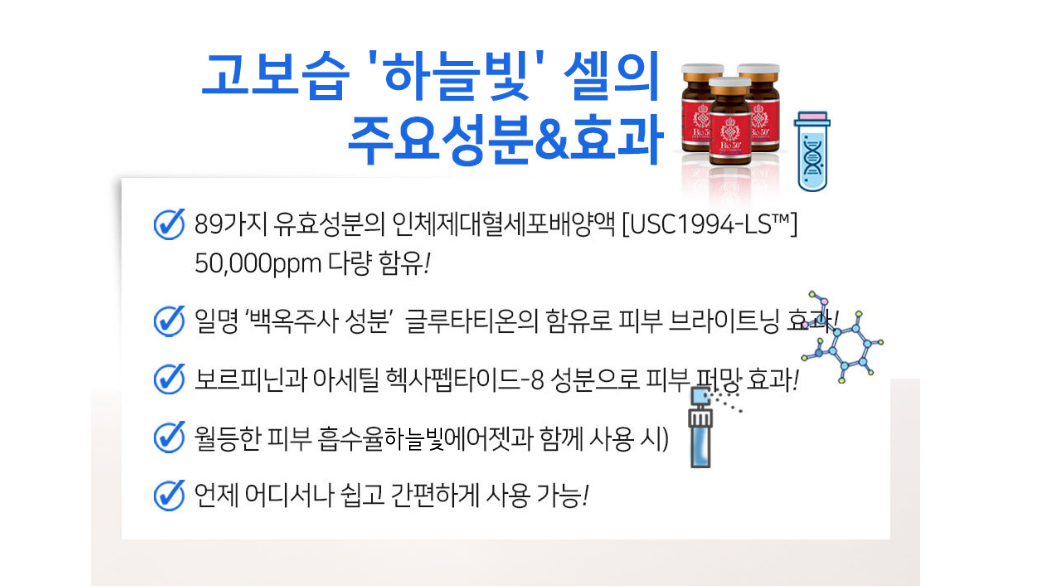 고보습 '하늘빛' 셀의
주요성분&효과
Bo 50+
89가지 유효성분의 인체제대혈세포배양액 [USC1994-LS™]
50,000ppm 다량 함유!
일명 ‘백옥주사 성분’ 글루타티온의 함유로 피부 브라이트닝 효과!
보르피닌과 아세틸 헥사펩타이드-8 성분으로 피부 퍼밍 효과!
월등한 피부 흡수율하늘빛에어젯과 함께 사용 시)
언제 어디서나 쉽고 간편하게 사용 가능!